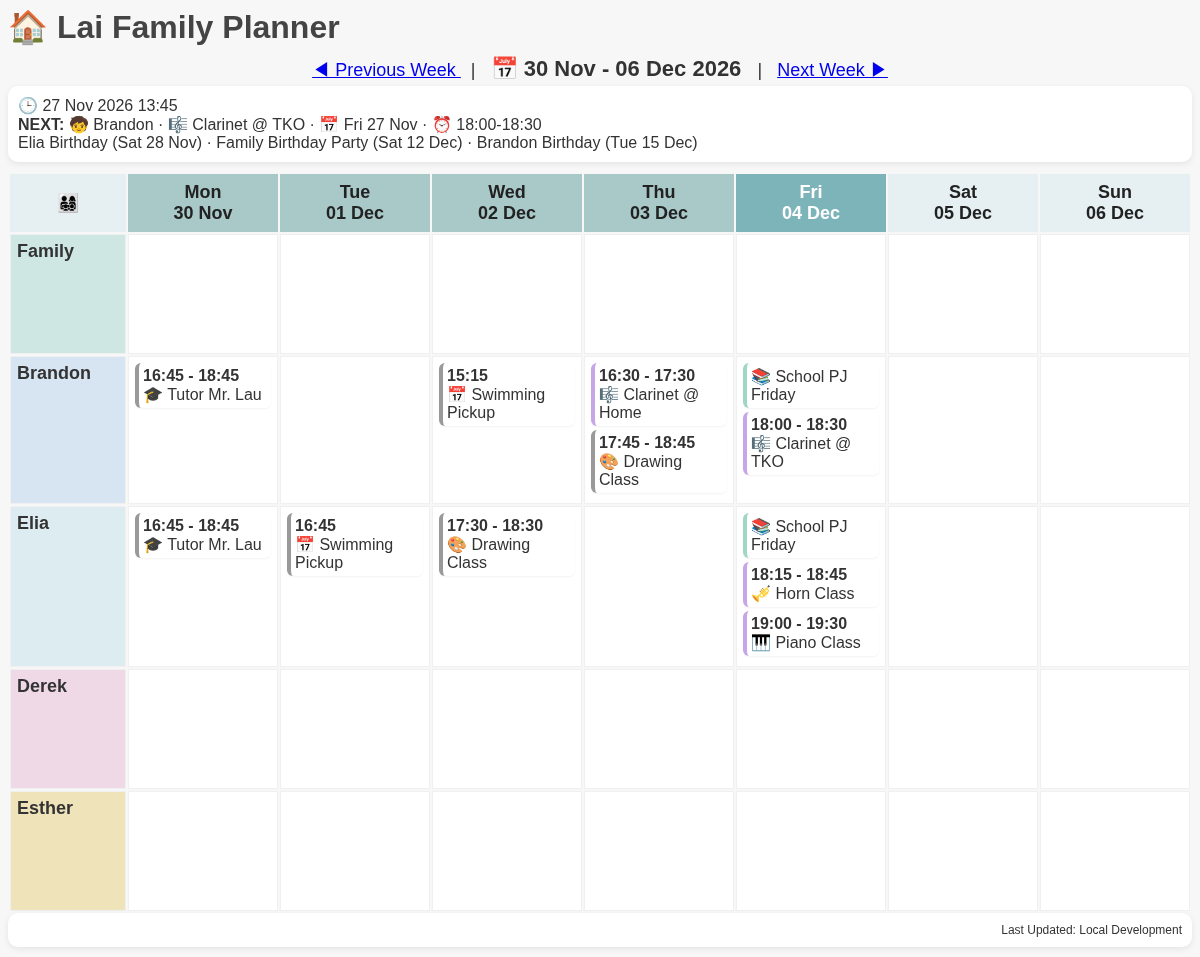 🏠 Lai Family Planner
◀ Previous Week | 📅 30 Nov - 06 Dec 2026 | Next Week ▶
🕒 27 Nov 2026 13:45
NEXT: 🧒 Brandon · 🎼 Clarinet @ TKO · 📅 Fri 27 Nov · ⏰ 18:00-18:30
Elia Birthday (Sat 28 Nov) · Family Birthday Party (Sat 12 Dec) · Brandon Birthday (Tue 15 Dec)
Mon
30 Nov
Tue
01 Dec
Wed
02 Dec
Thu
03 Dec
Fri
04 Dec
Sat
05 Dec
Sun
06 Dec
Family
Brandon
16:45 - 18:45
🎓 Tutor Mr. Lau
15:15
📅 Swimming
Pickup
16:30 - 17:30
🎼 Clarinet @
Home
17:45 - 18:45
🎨 Drawing
Class
📚 School PJ
Friday
18:00 - 18:30
🎼 Clarinet @
TKO
Elia
16:45 - 18:45
🎓 Tutor Mr. Lau
16:45
📅 Swimming
Pickup
17:30 - 18:30
🎨 Drawing
Class
📚 School PJ
Friday
18:15 - 18:45
🎺 Horn Class
19:00 - 19:30
🎹 Piano Class
Derek
Esther
Last Updated: Local Development